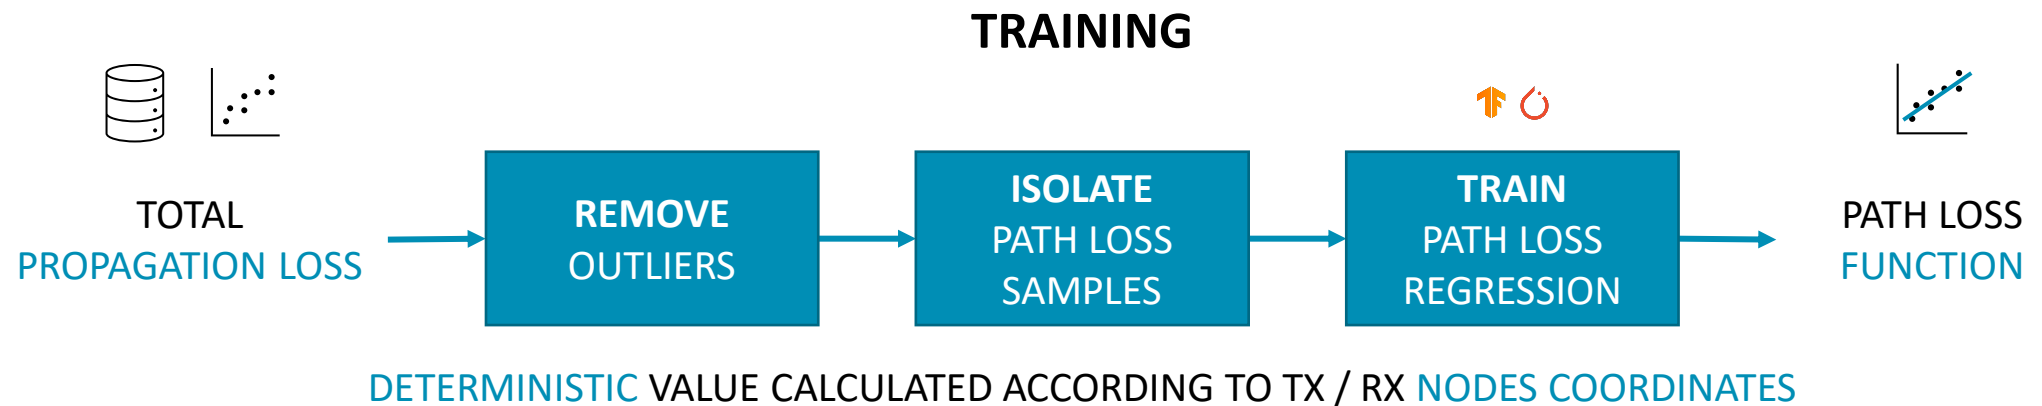 TRAINING
TOTAL
PROPAGATION LOSS
REMOVE
OUTLIERS
ISOLATE
PATH LOSS
SAMPLES
TRAIN
PATH LOSS
REGRESSION
PATH LOSS
FUNCTION
DETERMINISTIC VALUE CALCULATED ACCORDING TO TX / RX NODES COORDINATES